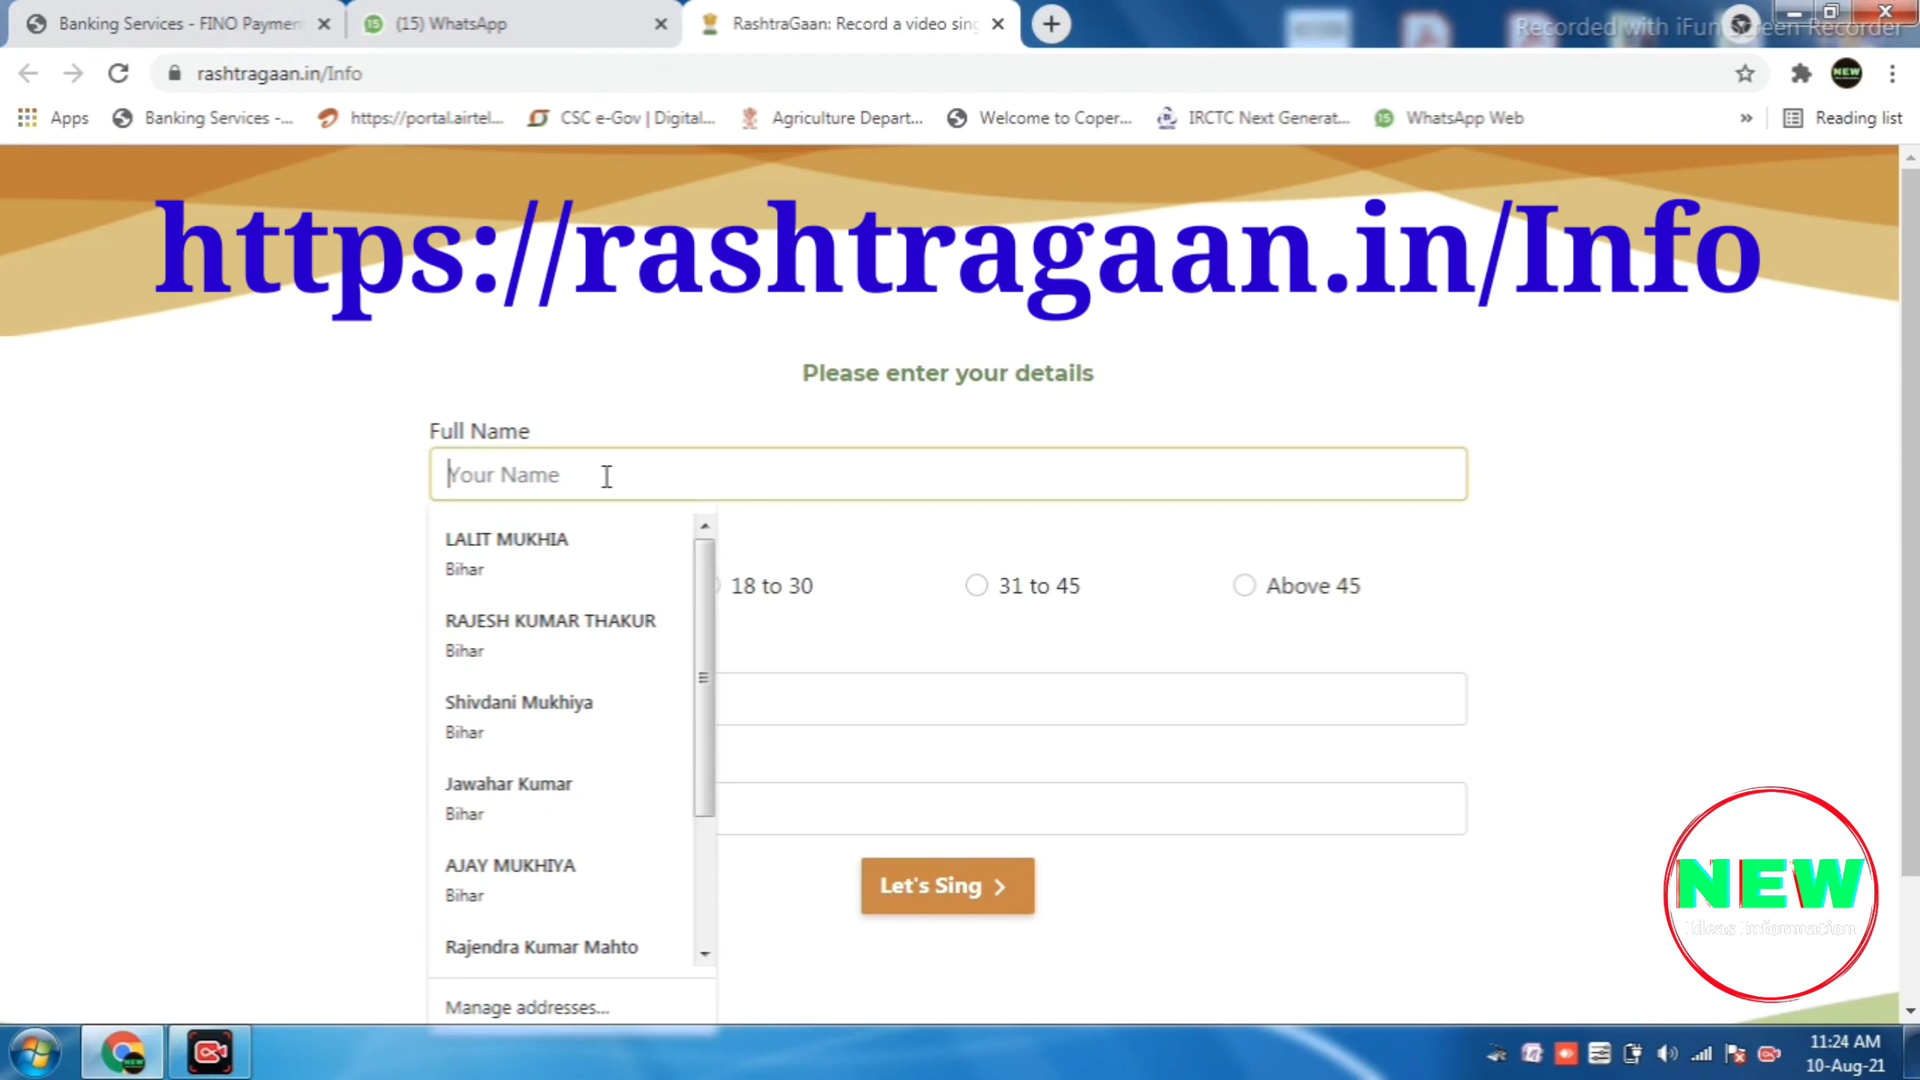 Banking Services - FINO Paymen
(15) WhatsApp
RashtraGaan: Record a video sing
Recorded with iFun Screen Recorder
rashtragaan.in/Info
NEW
Apps
Banking Services -...
https://portal.airtel...
CSC e-Gov | Digital...
Agriculture Depart...
Welcome to Coper...
IRCTC Next Generat...
15
WhatsApp Web
»
Reading list
https://rashtragaan.in/Info
Please enter your details
Full Name
Your Name
LALIT MUKHIA
Bihar
18 to 30
31 to 45
Above 45
RAJESH KUMAR THAKUR
Bihar
Shivdani Mukhiya
Bihar
Jawahar Kumar
Bihar
AJAY MUKHIYA
Bihar
Rajendra Kumar Mahto
Manage addresses...
Let's Sing
NEW
Ideas Information
11:24 AM
10-Aug-21